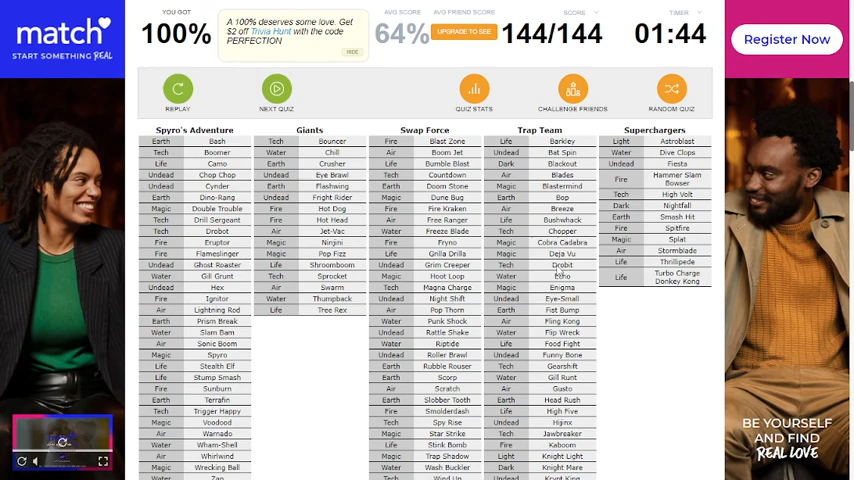 match
START SOMETHING REAL
YOU GOT
100%
A 100% deserves some love. Get
$2 off Trivia Hunt with the code
PERFECTION
HIDE
AVG SCORE
64%
AVG FRIEND SCORE
UPGRADE TO SEE
SCORE
144/144
TIMER
01:44
Register Now
REPLAY
NEXT QUIZ
QUIZ STATS
CHALLENGE FRIENDS
RANDOM QUIZ
Spyro's Adventure
Earth Bash
Tech Boomer
Life Camo
Undead Chop Chop
Undead Cynder
Earth Dino-Rang
Magic Double Trouble
Tech Drill Sergeant
Tech Drobot
Fire Eruptor
Fire Flameslinger
Undead Ghost Roaster
Water Gill Grunt
Undead Hex
Fire Ignitor
Air Lightning Rod
Earth Prism Break
Water Slam Bam
Air Sonic Boom
Magic Spyro
Life Stealth Elf
Life Stump Smash
Fire Sunburn
Earth Terrafin
Tech Trigger Happy
Magic Voodood
Air Warnado
Water Wham-Shell
Air Whirlwind
Magic Wrecking Ball
Water Zap
Giants
Tech Bouncer
Water Chill
Earth Crusher
Undead Eye Brawl
Earth Flashwing
Undead Fright Rider
Fire Hot Dog
Fire Hot Head
Air Jet-Vac
Magic Ninjini
Magic Pop Fizz
Life Shroomboom
Tech Sprocket
Air Swarm
Water Thumpback
Life Tree Rex
Swap Force
Fire Blast Zone
Air Boom Jet
Life Bumble Blast
Tech Countdown
Earth Doom Stone
Magic Dune Bug
Fire Fire Kraken
Air Free Ranger
Water Freeze Blade
Fire Fryno
Life Grilla Drilla
Undead Grim Creeper
Magic Hoot Loop
Tech Magna Charge
Undead Night Shift
Air Pop Thorn
Water Punk Shock
Undead Rattle Shake
Water Riptide
Undead Roller Brawl
Earth Rubble Rouser
Earth Scorp
Air Scratch
Earth Slobber Tooth
Fire Smolderdash
Tech Spy Rise
Magic Star Strike
Life Stink Bomb
Magic Trap Shadow
Water Wash Buckler
Tech Wind Up
Trap Team
Life Barkley
Undead Bat Spin
Dark Blackout
Air Blades
Magic Blastermind
Earth Bop
Air Breeze
Life Bushwhack
Tech Chopper
Magic Cobra Cadabra
Magic Deja Vu
Tech Drobit
Water
Magic Enigma
Undead Eye-Small
Earth Fist Bump
Air Fling Kong
Water Flip Wreck
Life Food Fight
Undead Funny Bone
Tech Gearshift
Water Gill Runt
Air Gusto
Earth Head Rush
Life High Five
Undead Hijinx
Tech Jawbreaker
Fire Kaboom
Light Knight Light
Dark Knight Mare
Undead Krypt King
Superchargers
Light Astroblast
Water Dive Clops
Undead Fiesta
Fire Hammer Slam
Bowser
Tech High Volt
Dark Nightfall
Earth Smash Hit
Fire Spitfire
Magic Splat
Air Stormblade
Life Thrillipede
Life Turbo Charge
Donkey Kong
BE YOURSELF
AND FIND
REAL LOVE